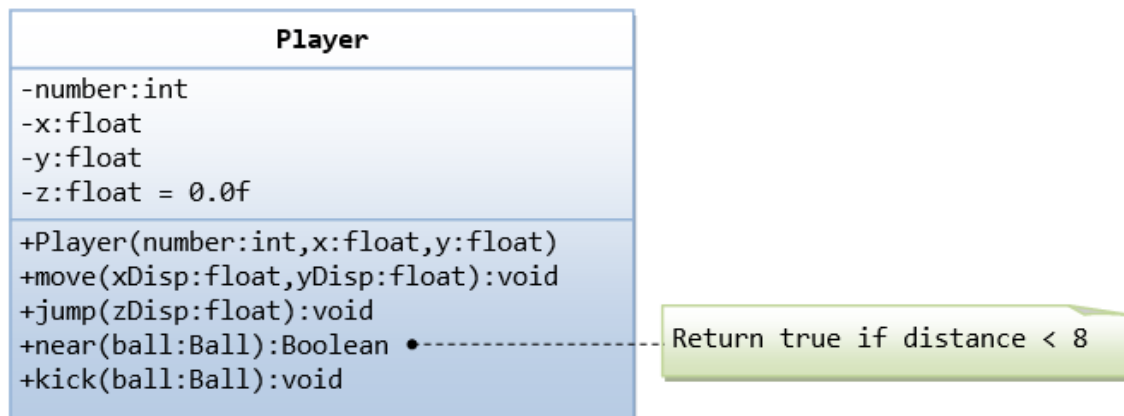 Player
-number:int
-x:float
-y:float
-z:float = 0.0f
+Player(number:int,x:float,y:float)
+move(xDisp:float,yDisp:float):void
+jump(zDisp:float):void
+near(ball:Ball):Boolean
Return true if distance < 8
+kick(ball:Ball):void